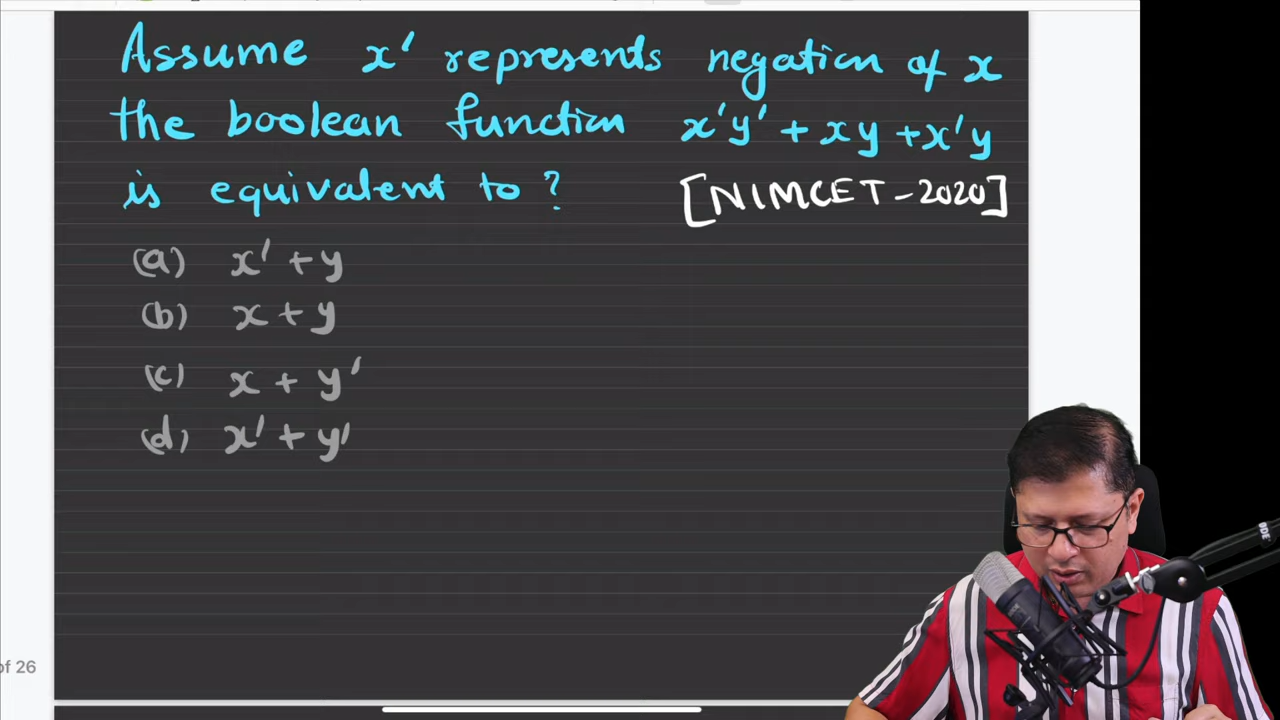 Assume x' represents negation of x
the boolean function x'y' + xy + x'y
is equivalent to ? [NIMCET - 2020]
(a) x' + y
(b) x + y
(c) x + y'
(d) x' + y'
of 26